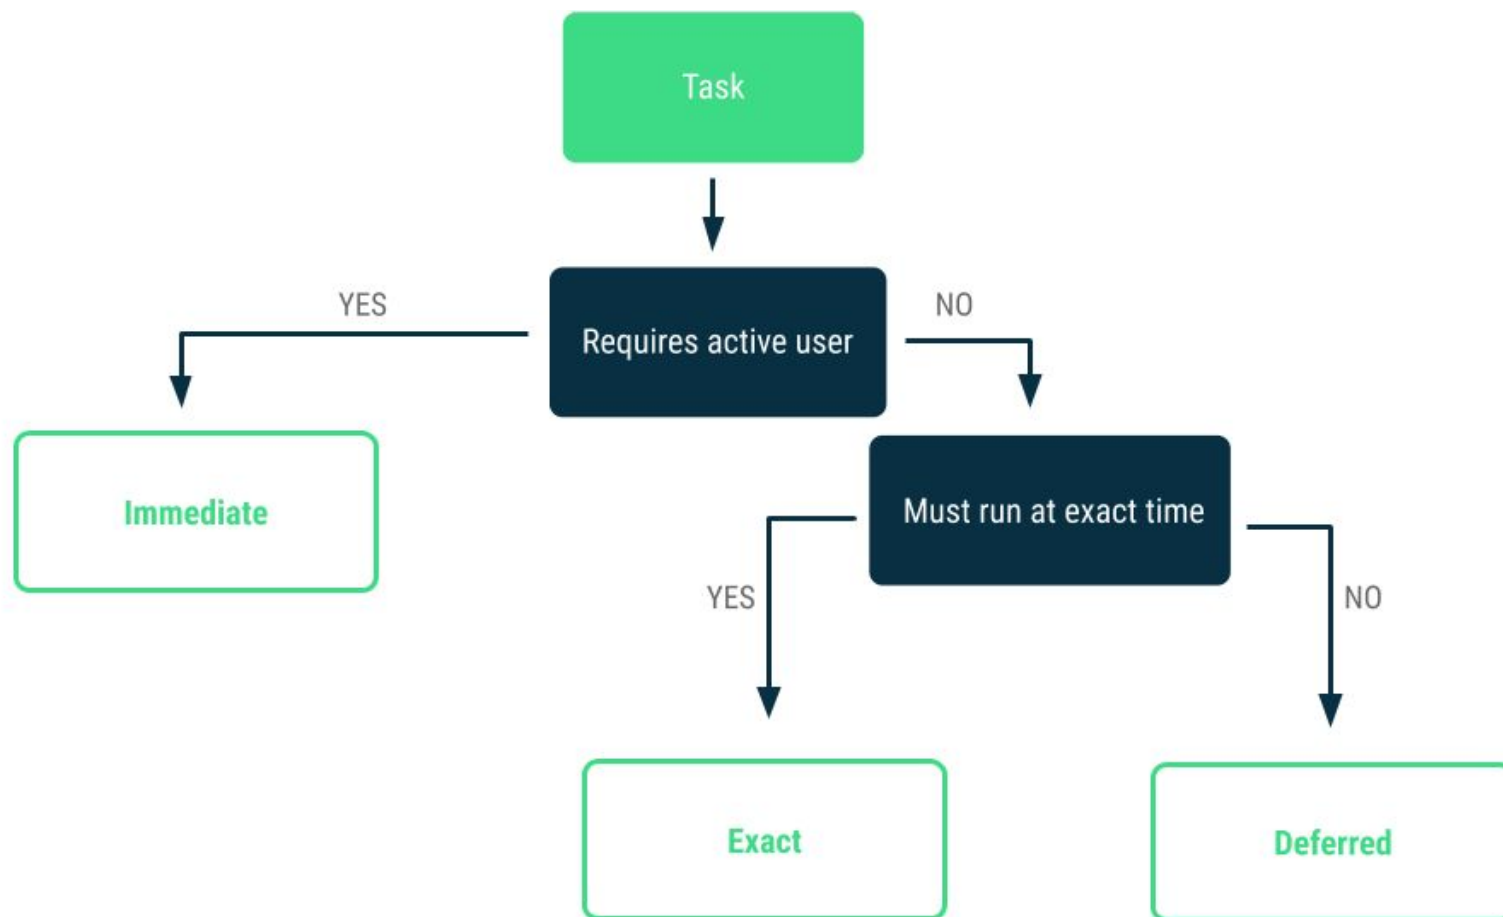 Task
YES
NO
Requires active user
Immediate
Must run at exact time
YES
NO
Exact
Deferred